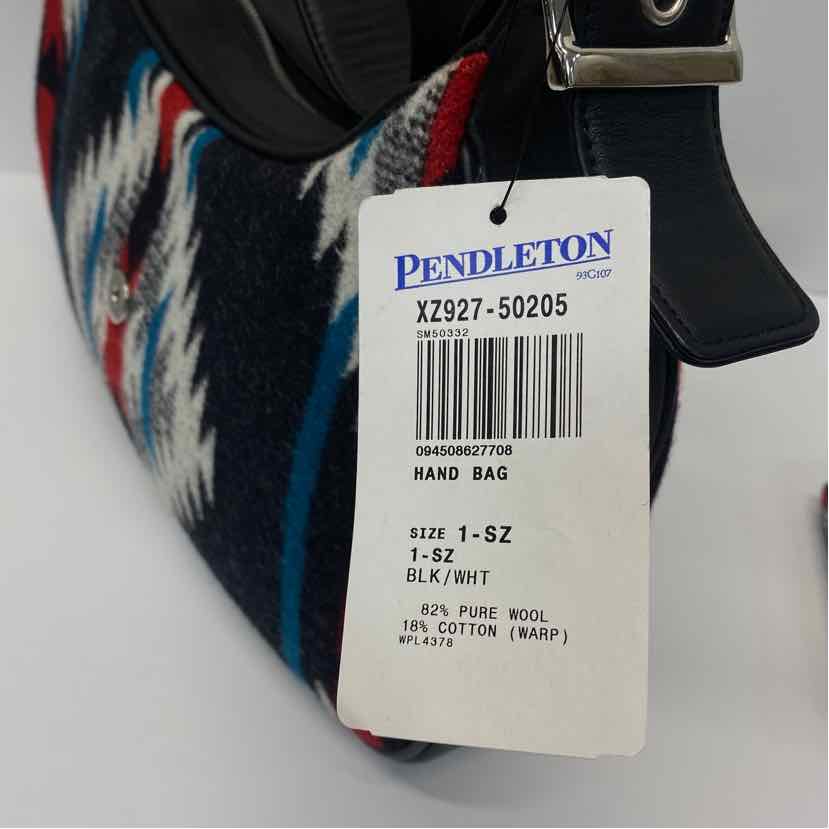 PENDLETON
93G107
XZ927-50205
SM50332
094508627708
HAND BAG
SIZE 1-SZ
1-SZ
BLK/WHT
82% PURE WOOL
18% COTTON (WARP)
WPL4378